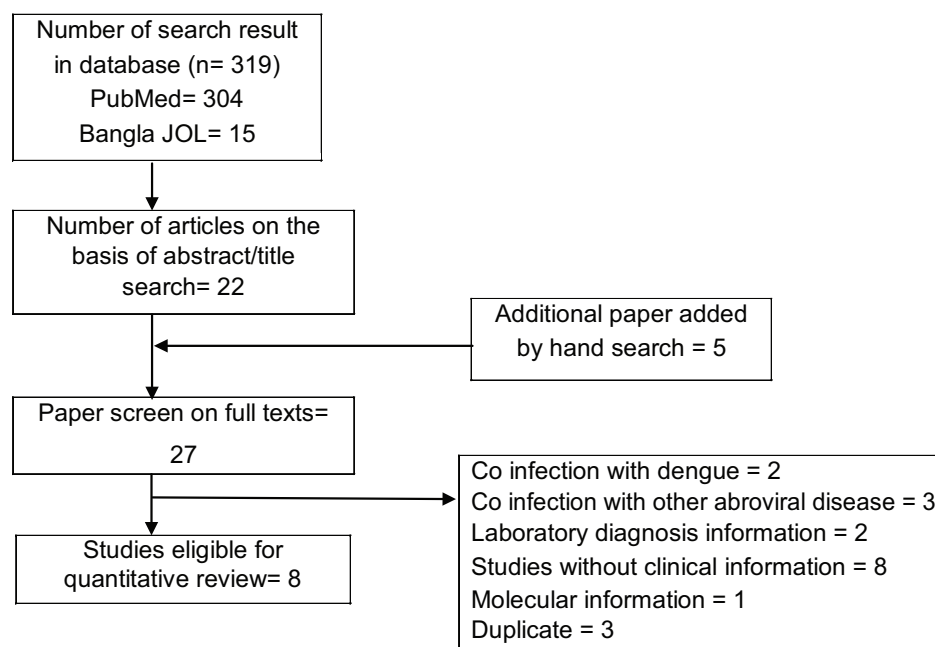 Number of search result
in database (n= 319)
PubMed= 304
Bangla JOL= 15
Number of articles on the
basis of abstract/title
search= 22
Additional paper added
by hand search = 5
Paper screen on full texts=
27
Co infection with dengue = 2
Co infection with other abroviral disease = 3
Laboratory diagnosis information = 2
Studies without clinical information = 8
Molecular information = 1
Duplicate = 3
Studies eligible for
quantitative review= 8